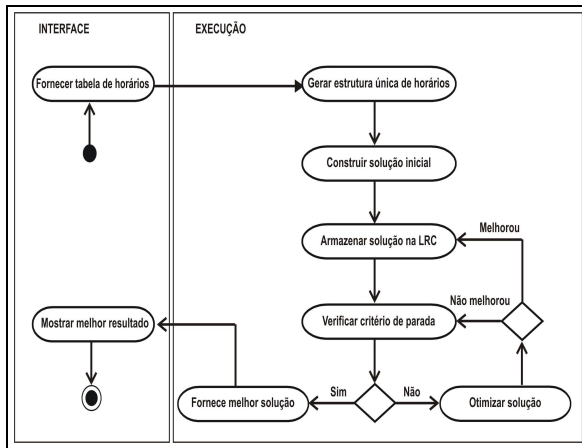 INTERFACE
EXECUÇÃO
Fornecer tabela de horários
Gerar estrutura única de horários
Construir solução inicial
Armazenar solução na LRC
Melhorou
Não melhorou
Mostrar melhor resultado
Verificar critério de parada
Sim
Não
Fornece melhor solução
Otimizar solução